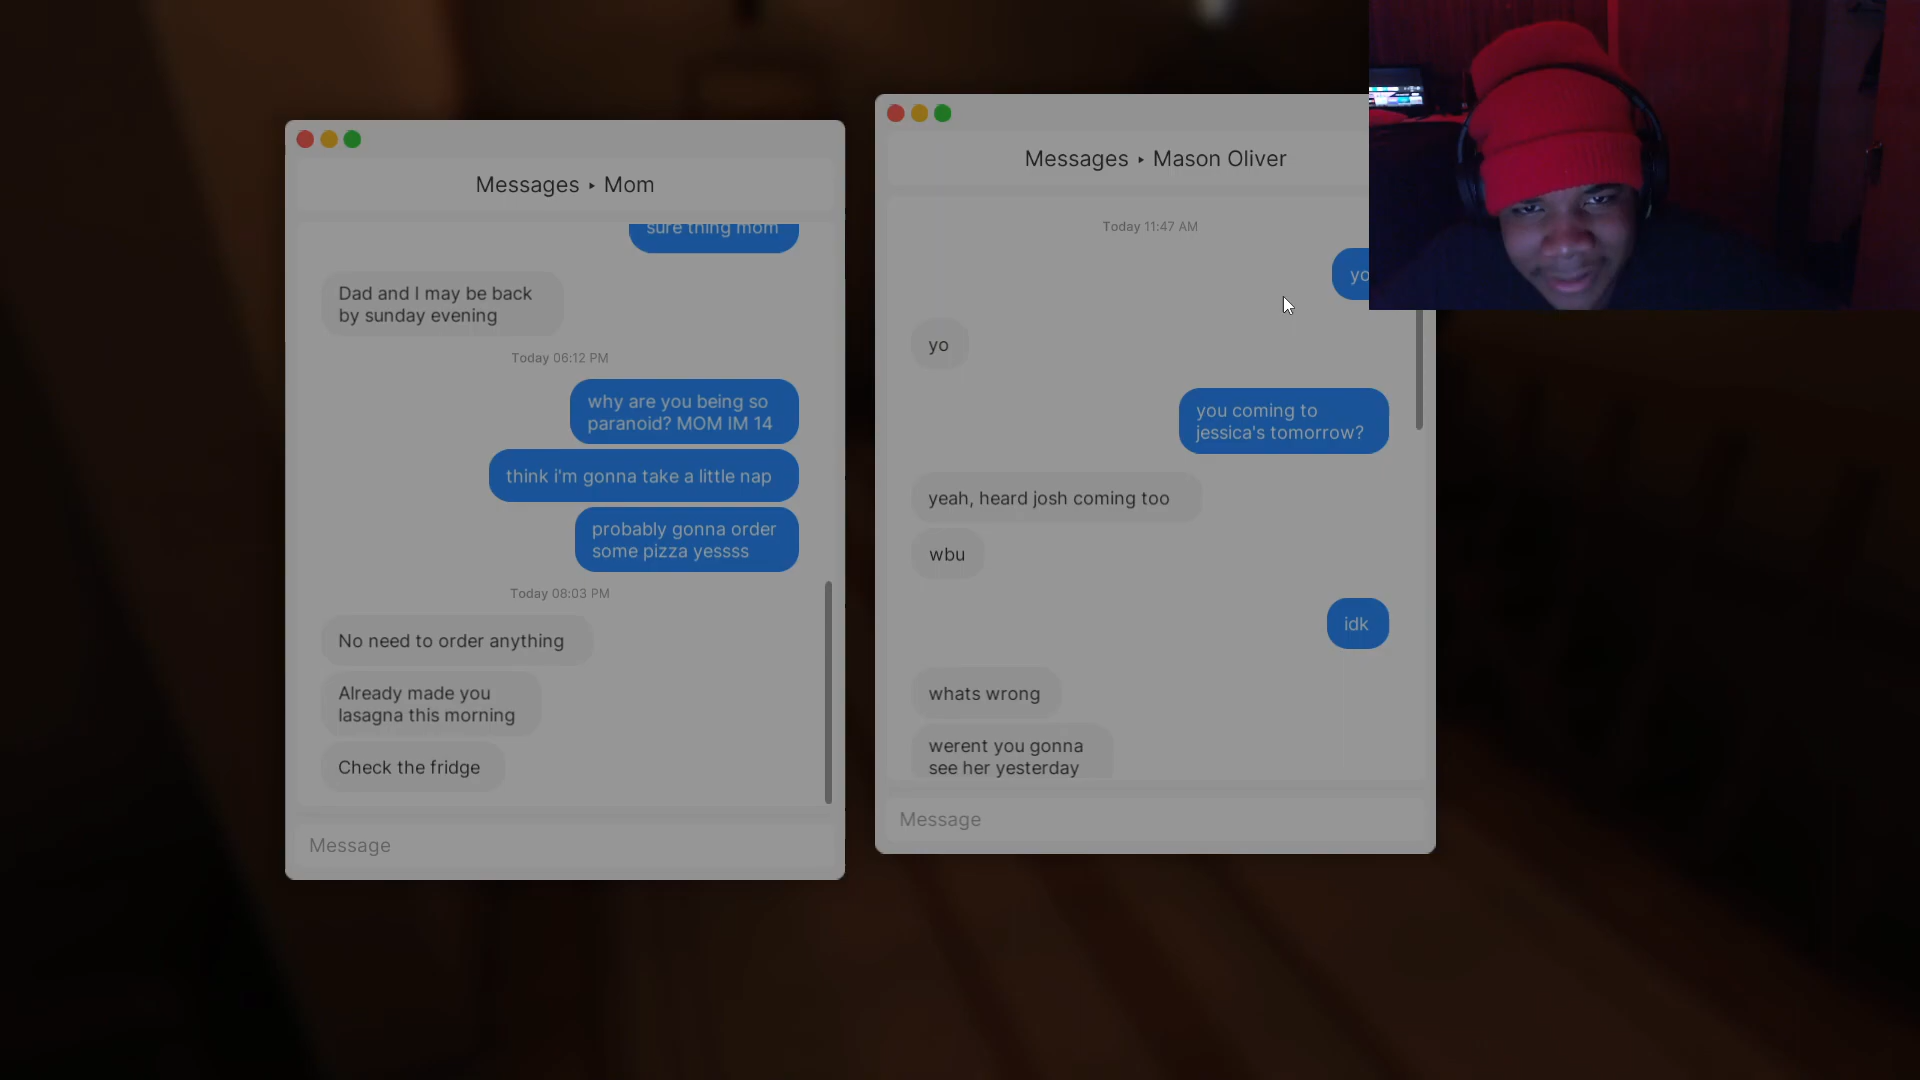 Messages ▸ Mom
sure thing mom
Dad and I may be back
by sunday evening
Today 06:12 PM
why are you being so
paranoid? MOM IM 14
think i'm gonna take a little nap
probably gonna order
some pizza yessss
Today 08:03 PM
No need to order anything
Already made you
lasagna this morning
Check the fridge
Message
Messages ▸ Mason Oliver
Today 11:47 AM
yo
yo
you coming to
jessica's tomorrow?
yeah, heard josh coming too
wbu
idk
whats wrong
werent you gonna
see her yesterday
Message